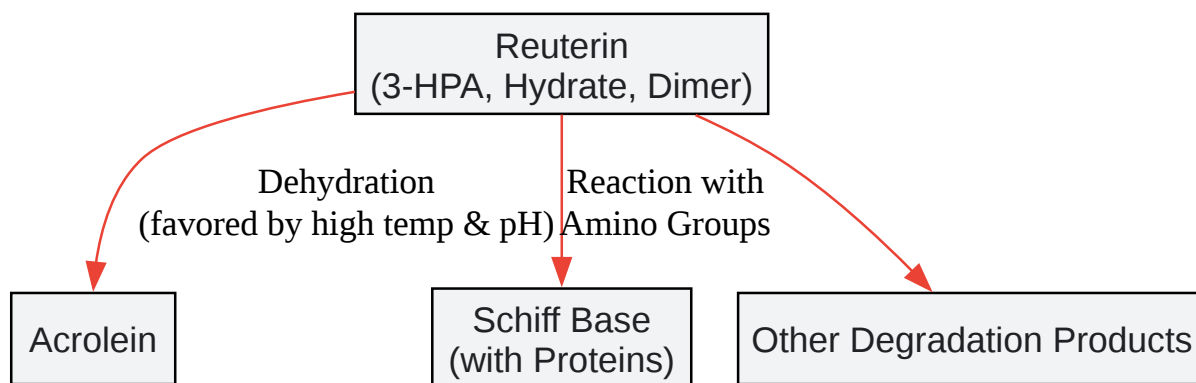 Reuterin
(3-HPA, Hydrate, Dimer)
Dehydration
(favored by high temp & pH)
Reaction with
Amino Groups
Acrolein
Schiff Base
(with Proteins)
Other Degradation Products